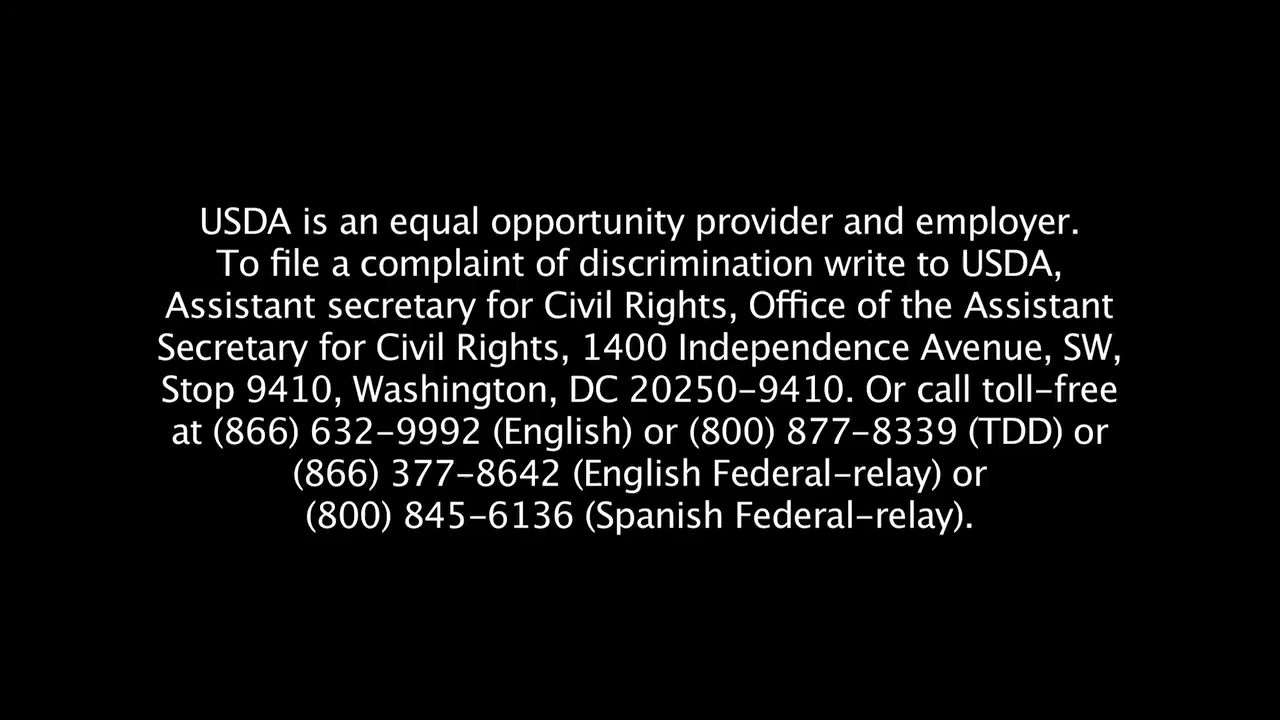 USDA is an equal opportunity provider and employer.
To file a complaint of discrimination write to USDA,
Assistant secretary for Civil Rights, Office of the Assistant
Secretary for Civil Rights, 1400 Independence Avenue, SW,
Stop 9410, Washington, DC 20250-9410. Or call toll-free
at (866) 632-9992 (English) or (800) 877-8339 (TDD) or
(866) 377-8642 (English Federal-relay) or
(800) 845-6136 (Spanish Federal-relay).